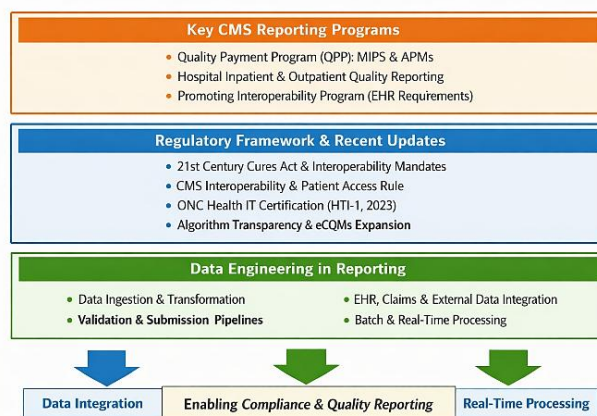 Key CMS Reporting Programs
• Quality Payment Program (QPP): MIPS & APMs
• Hospital Inpatient & Outpatient Quality Reporting
• Promoting Interoperability Program (EHR Requirements)
Regulatory Framework & Recent Updates
• 21st Century Cures Act & Interoperability Mandates
• CMS Interoperability & Patient Access Rule
• ONC Health IT Certification (HTI-1, 2023)
• Algorithm Transparency & eCQMs Expansion
Data Engineering in Reporting
• Data Ingestion & Transformation
• Validation & Submission Pipelines
• EHR, Claims & External Data Integration
• Batch & Real-Time Processing
Data Integration
Enabling Compliance & Quality Reporting
Real-Time Processing